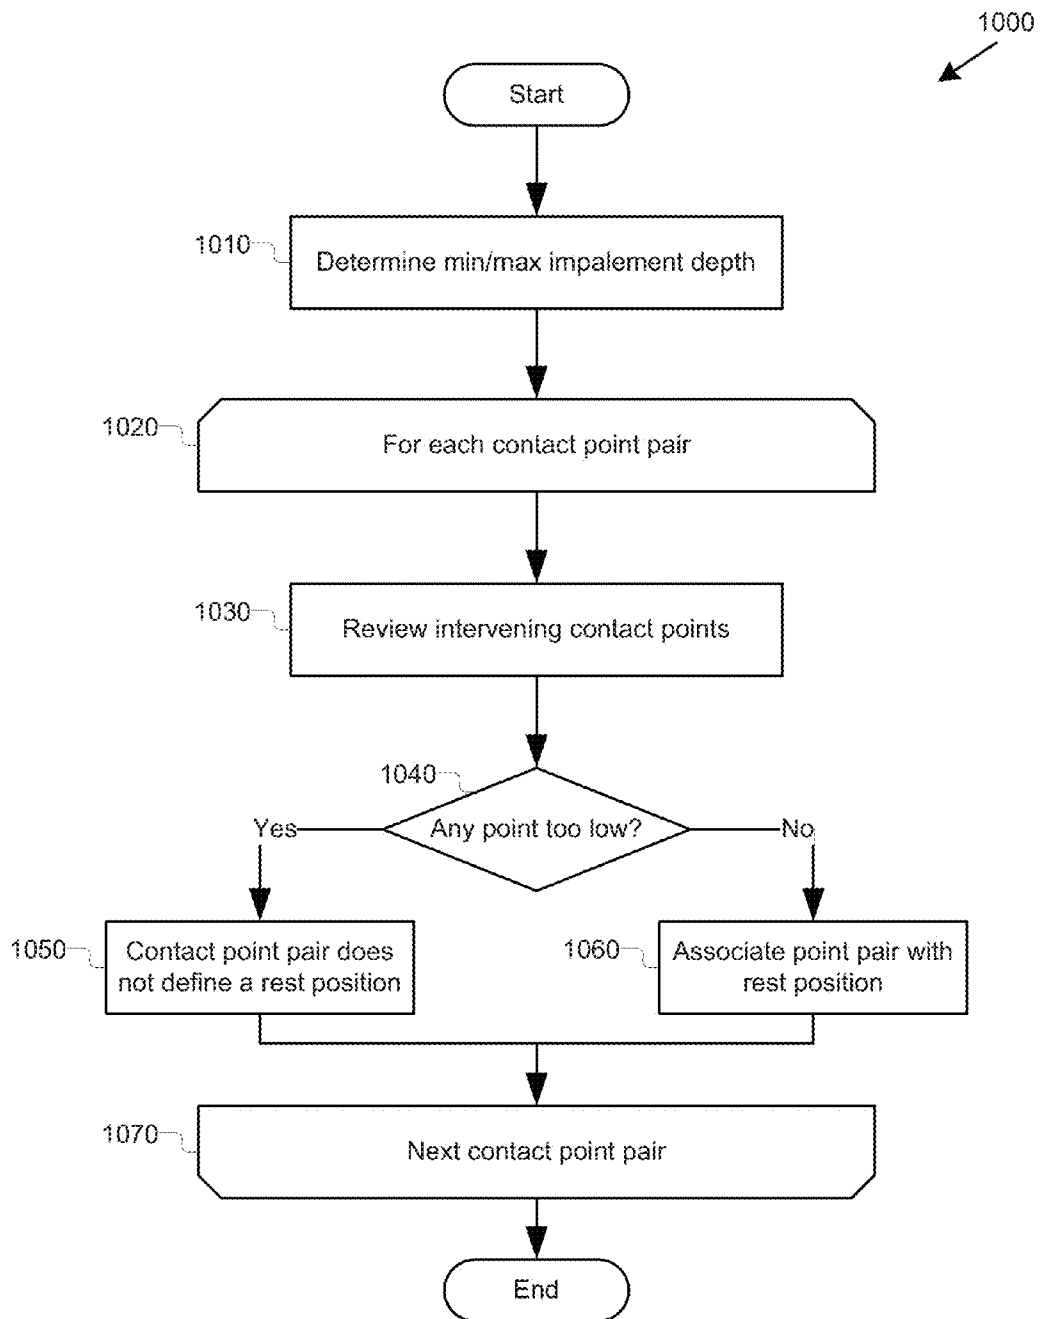 1000
Start
1010
Determine min/max impalement depth
1020
For each contact point pair
1030
Review intervening contact points
1040
Any point too low?
Yes
No
1050
Contact point pair does
not define a rest position
1060
Associate point pair with
rest position
1070
Next contact point pair
End